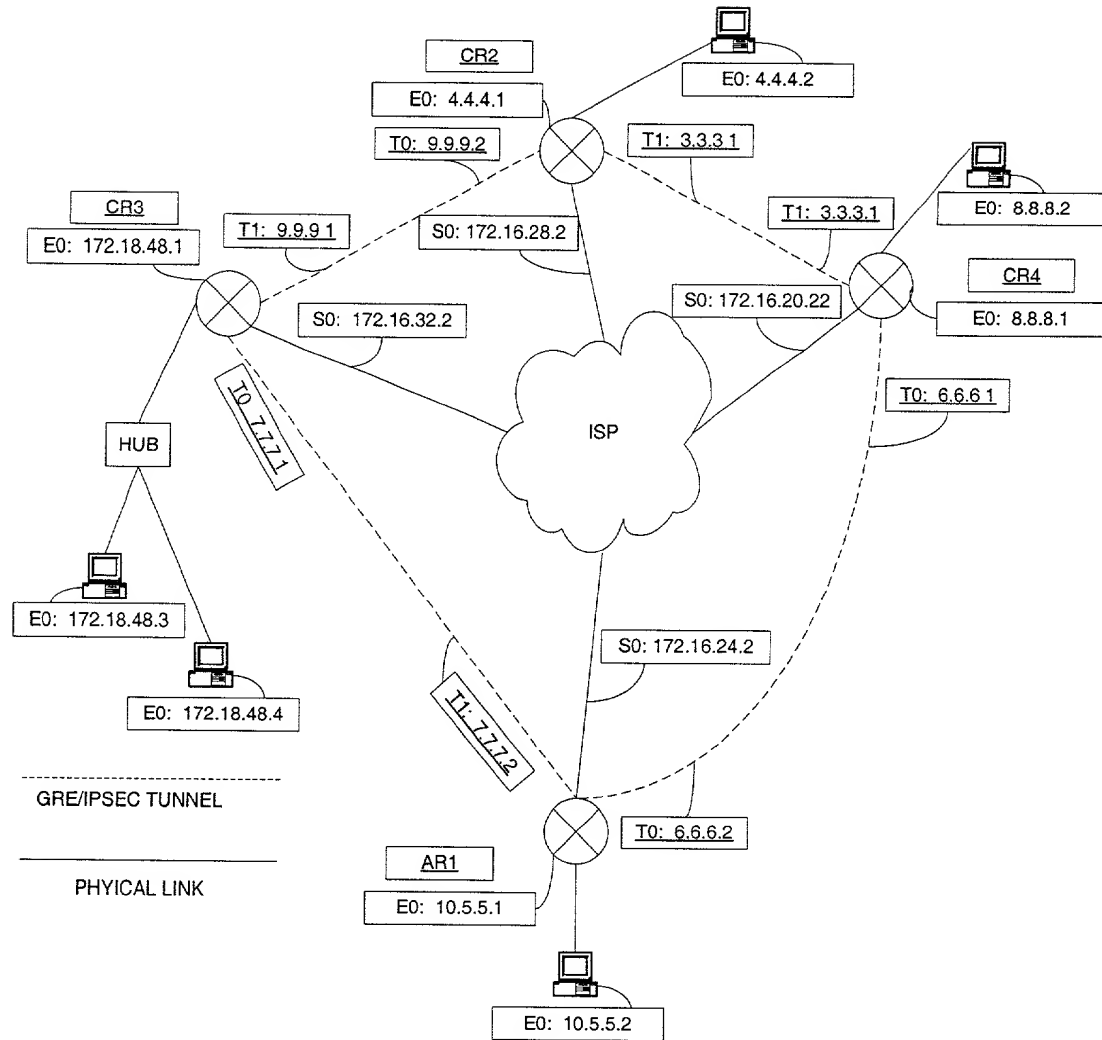 CR2
E0: 4.4.4.1
T0: 9.9.9.2
E0: 4.4.4.2
T1: 3.3.3 1
E0: 8.8.8.2
CR3
E0: 172.18.48.1
T1: 9.9.9 1
S0: 172.16.28.2
T1: 3.3.3.1
CR4
E0: 8.8.8.1
S0: 172.16.32.2
S0: 172.16.20.22
T0 7.7.7.1
ISP
T0: 6.6.6 1
HUB
E0: 172.18.48.3
E0: 172.18.48.4
S0: 172.16.24.2
T1: 7.7.7.2
GRE/IPSEC TUNNEL
PHYICAL LINK
T0: 6.6.6.2
AR1
E0: 10.5.5.1
E0: 10.5.5.2